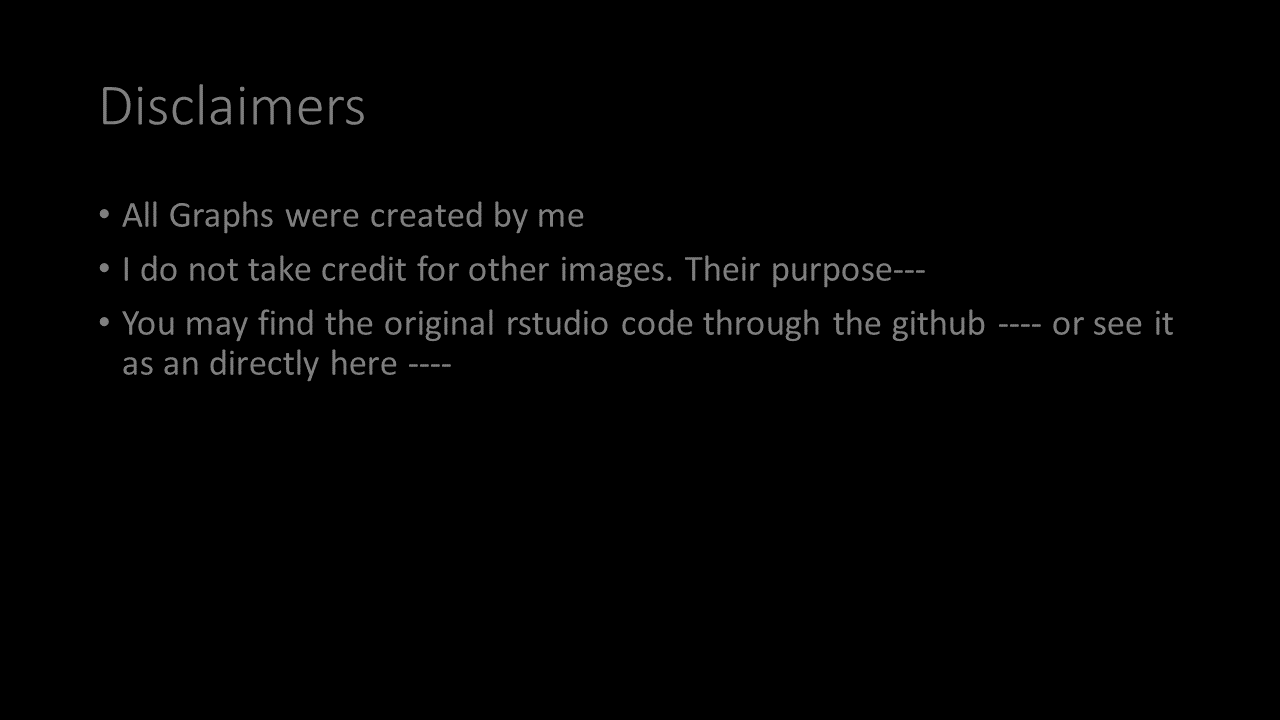 Disclaimers
• All Graphs were created by me
• I do not take credit for other images. Their purpose---
• You may find the original rstudio code through the github ---- or see it
as an directly here ----